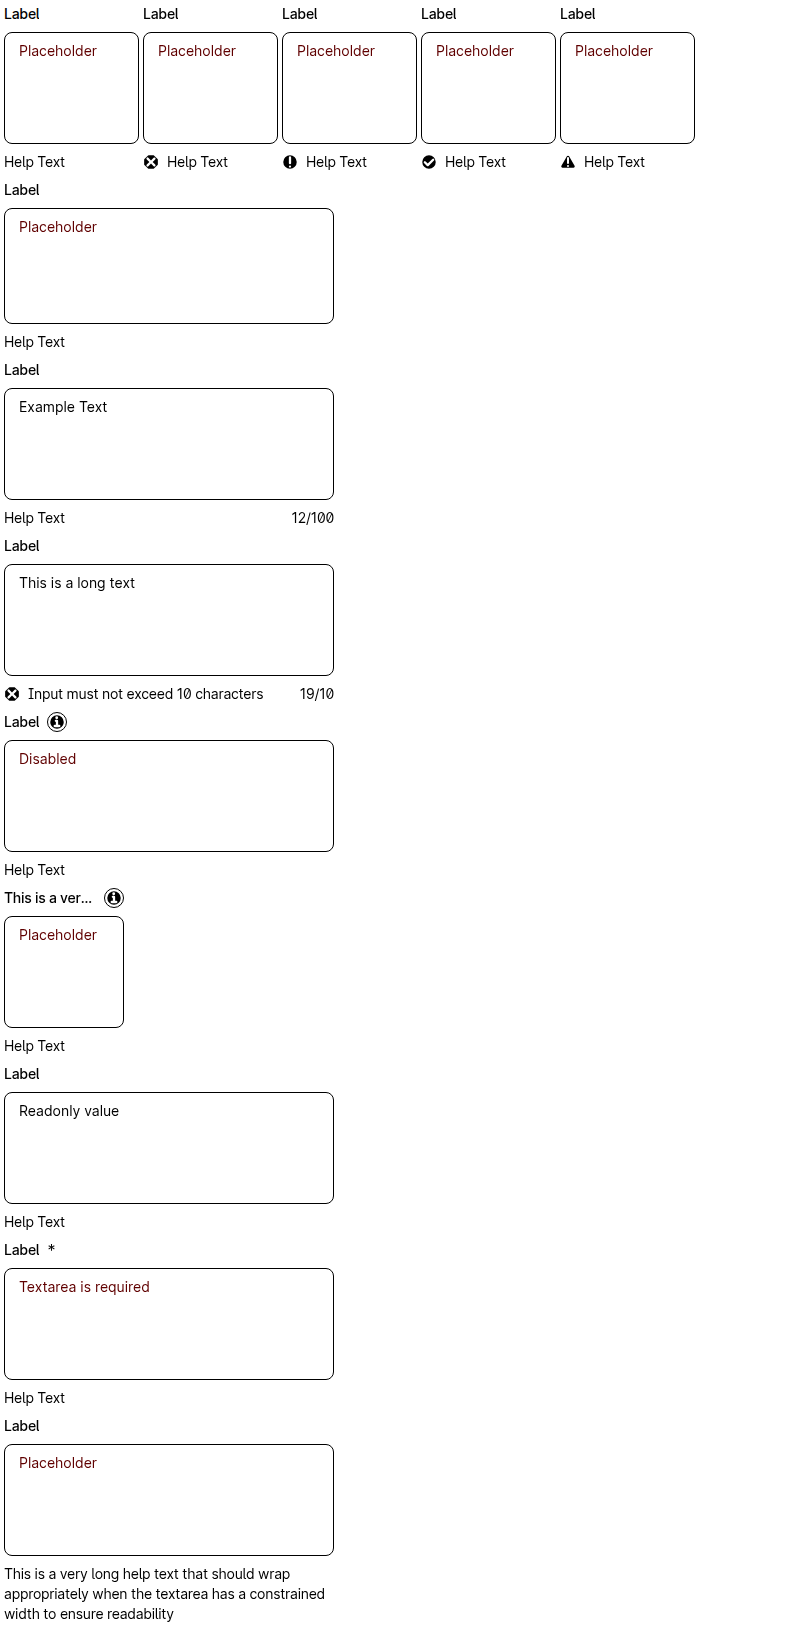 Label Label Label Label Label
Placeholder Placeholder Placeholder Placeholder Placeholder
Help Text Help Text Help Text Help Text Help Text
Label
Placeholder
Help Text
Label
Example Text
Help Text 12/100
Label
This is a long text
Input must not exceed 10 characters 19/10
Label
Disabled
Help Text
This is a ver...
Placeholder
Help Text
Label
Readonly value
Help Text
Label *
Textarea is required
Help Text
Label
Placeholder
This is a very long help text that should wrap
appropriately when the textarea has a constrained
width to ensure readability